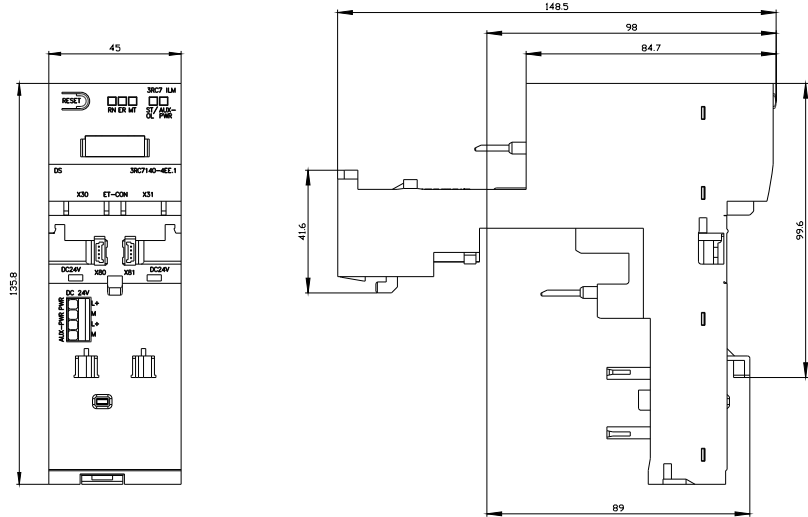 148.5
98
84.7
45
3RC7 ILM
RESET
RN ER MT ST/ AUX-
OL PWR
DS 3RC7140-4EE.1
X30 ET-CON X31
DC24V X80 X81 DC24V
DC 24V
AUX-PWR PWR
L+
M
L+
M
135.8
41.6
99.6
89